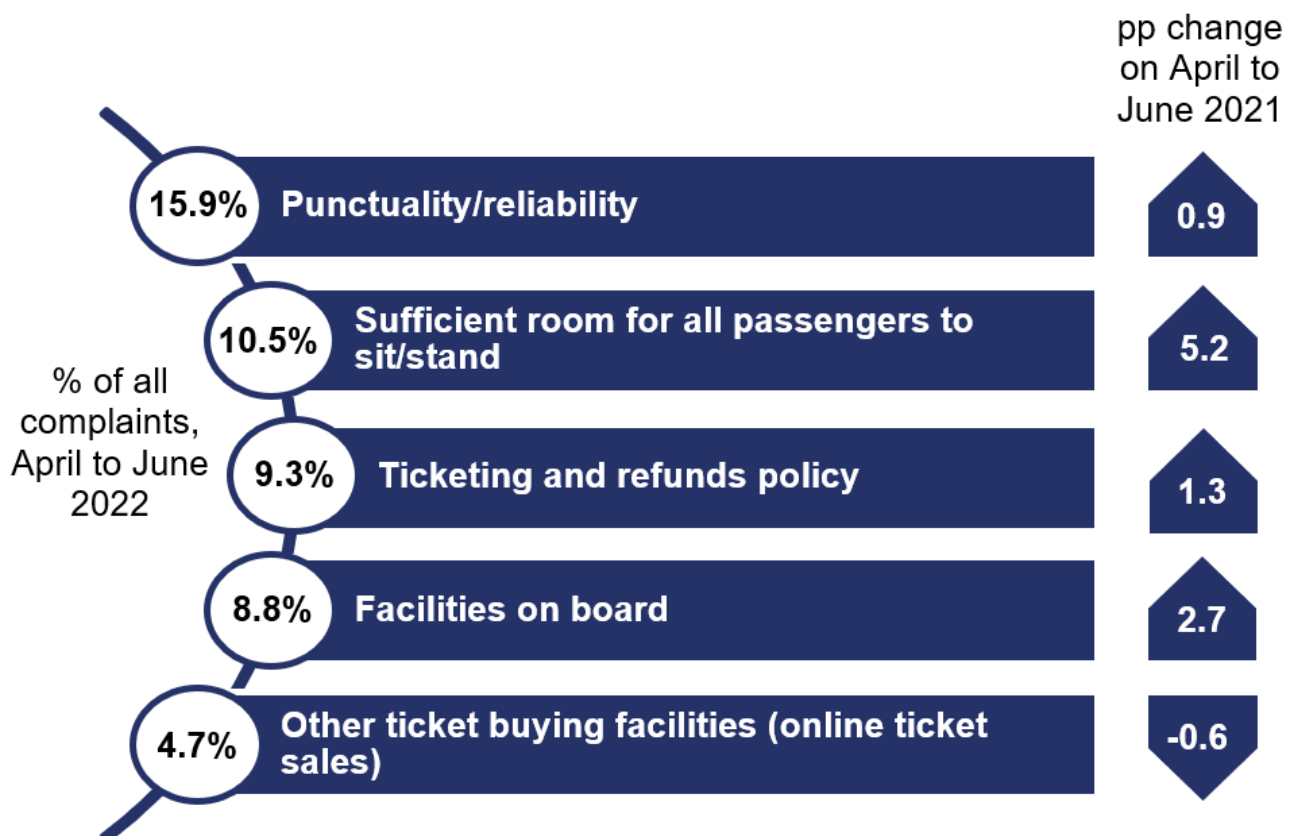 pp change
on April to
June 2021
15.9%
Punctuality/reliability
0.9
10.5%
Sufficient room for all passengers to
sit/stand
5.2
% of all
complaints,
April to June
2022
9.3%
Ticketing and refunds policy
1.3
8.8%
Facilities on board
2.7
4.7%
Other ticket buying facilities (online ticket
sales)
-0.6